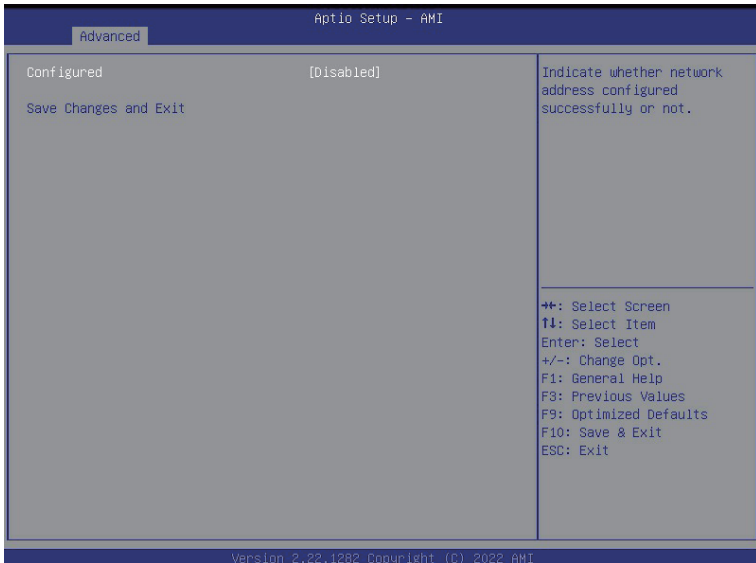 Aptio Setup – AMI
Advanced
Configured [Disabled]
Save Changes and Exit
Indicate whether network
address configured
successfully or not.
→←: Select Screen
↑↓: Select Item
Enter: Select
+/-: Change Opt.
F1: General Help
F3: Previous Values
F9: Optimized Defaults
F10: Save & Exit
ESC: Exit
Version 2.22.1282 Copyright (C) 2022 AMI